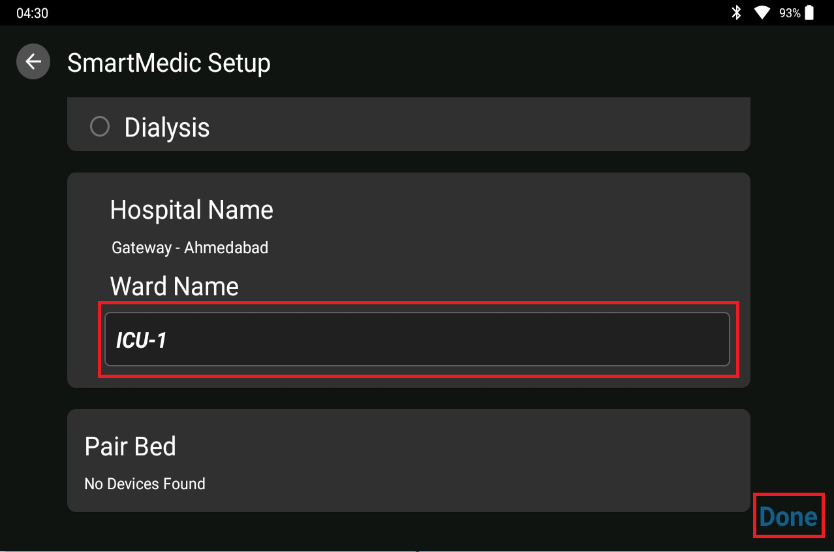 04:30 93%
SmartMedic Setup
Dialysis
Hospital Name
Gateway - Ahmedabad
Ward Name
ICU-1
Pair Bed
No Devices Found
Done